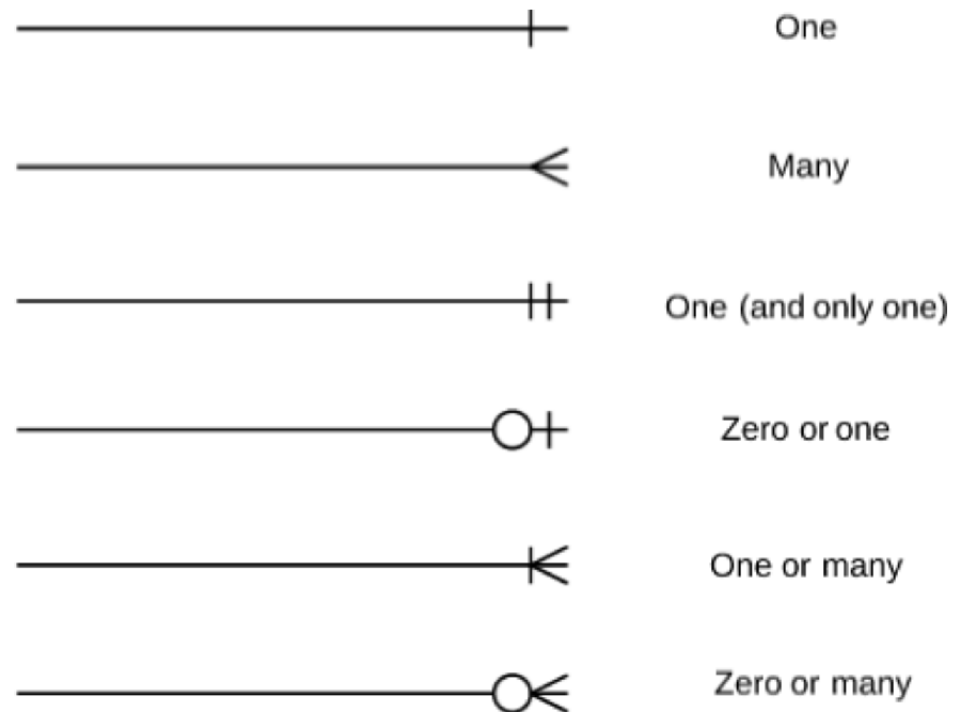 One
Many
One (and only one)
Zero or one
One or many
Zero or many